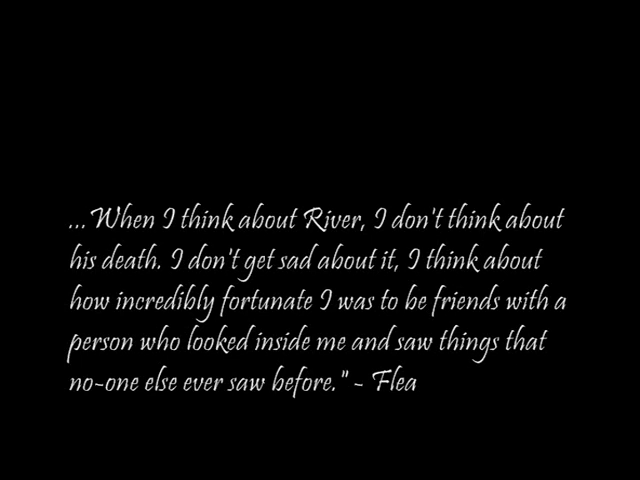 ...When I think about River, I don't think about
his death. I don't get sad about it, I think about
how incredibly fortunate I was to be friends with a
person who looked inside me and saw things that
no-one else ever saw before." - Flea